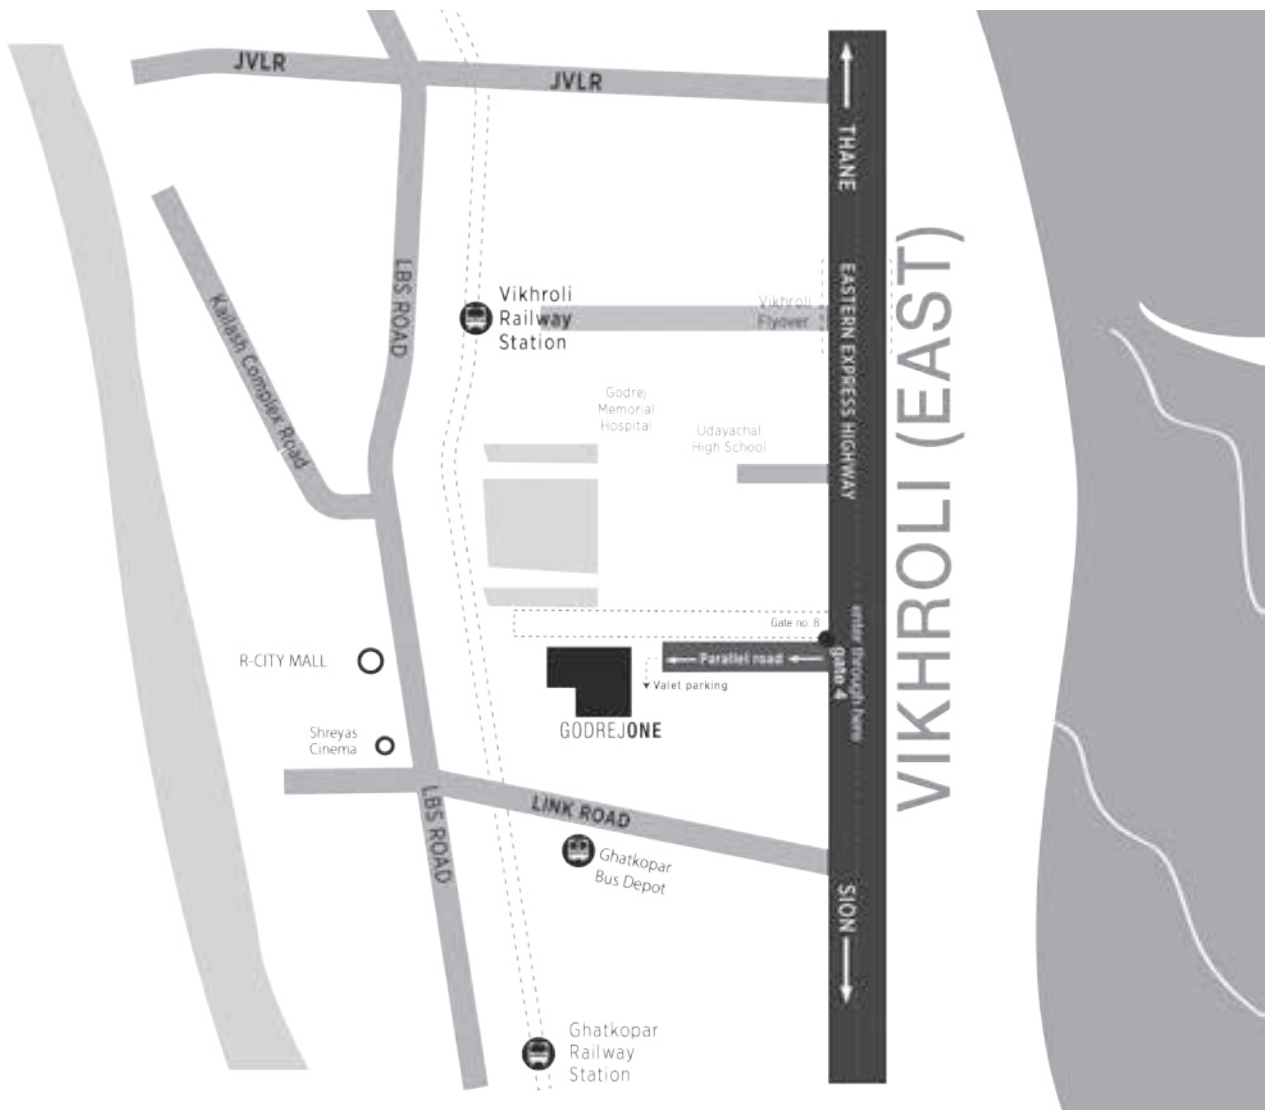 JVLR
JVLR
THANE
LBS ROAD
Kailash Complex Road
Vikhroli
Railway
Station
Vikhroli
Flyover
EASTERN EXPRESS HIGHWAY
VIKHROLI (EAST)
Godrej
Memorial
Hospital
Udayachal
High School
Gate no. 8
enter through here
gate 4
Parallel road
Valet parking
R-CITY MALL
GODREJONE
Shreyas
Cinema
LINK ROAD
LBS ROAD
Ghatkopar
Bus Depot
SION
Ghatkopar
Railway
Station